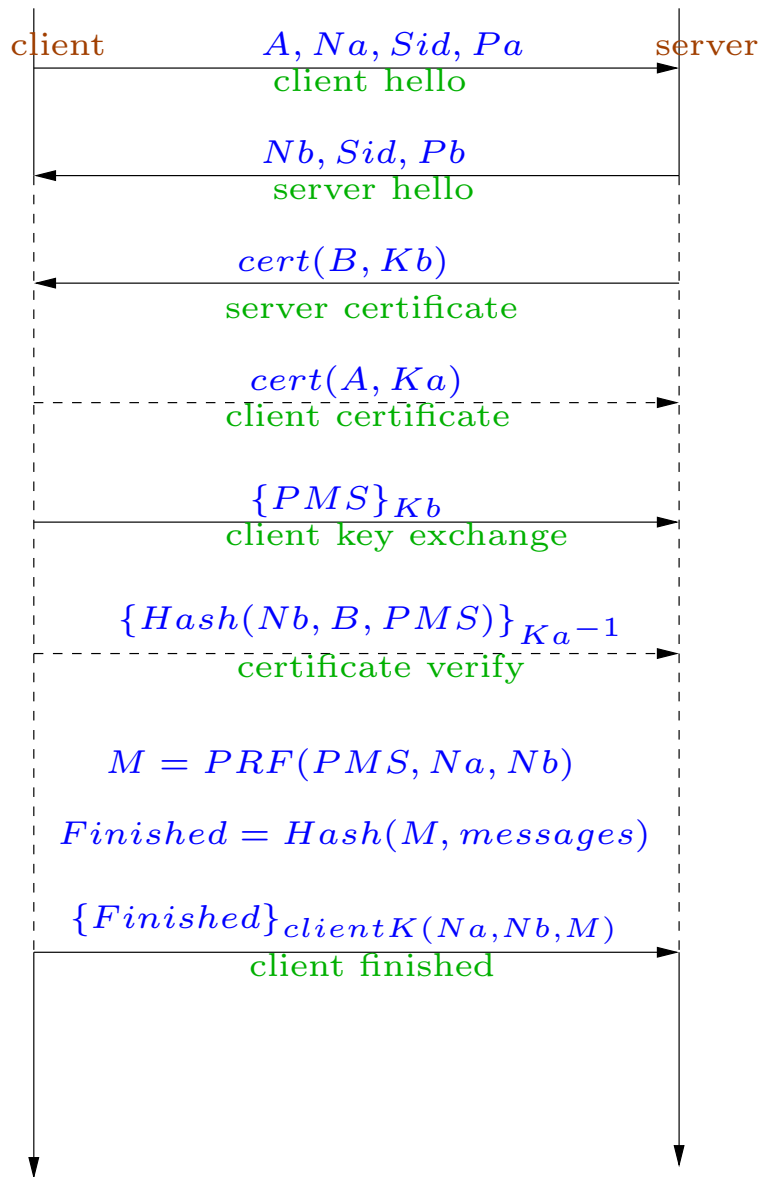 client
A, Na, Sid, Pa
server
client hello
Nb, Sid, Pb
server hello
cert(B, Kb)
server certificate
cert(A, Ka)
client certificate
{PMS}_{Kb}
client key exchange
{Hash(Nb, B, PMS)}_{Ka^{-1}}
certificate verify
M = PRF(PMS, Na, Nb)
Finished = Hash(M, messages)
{Finished}_{clientK(Na,Nb,M)}
client finished